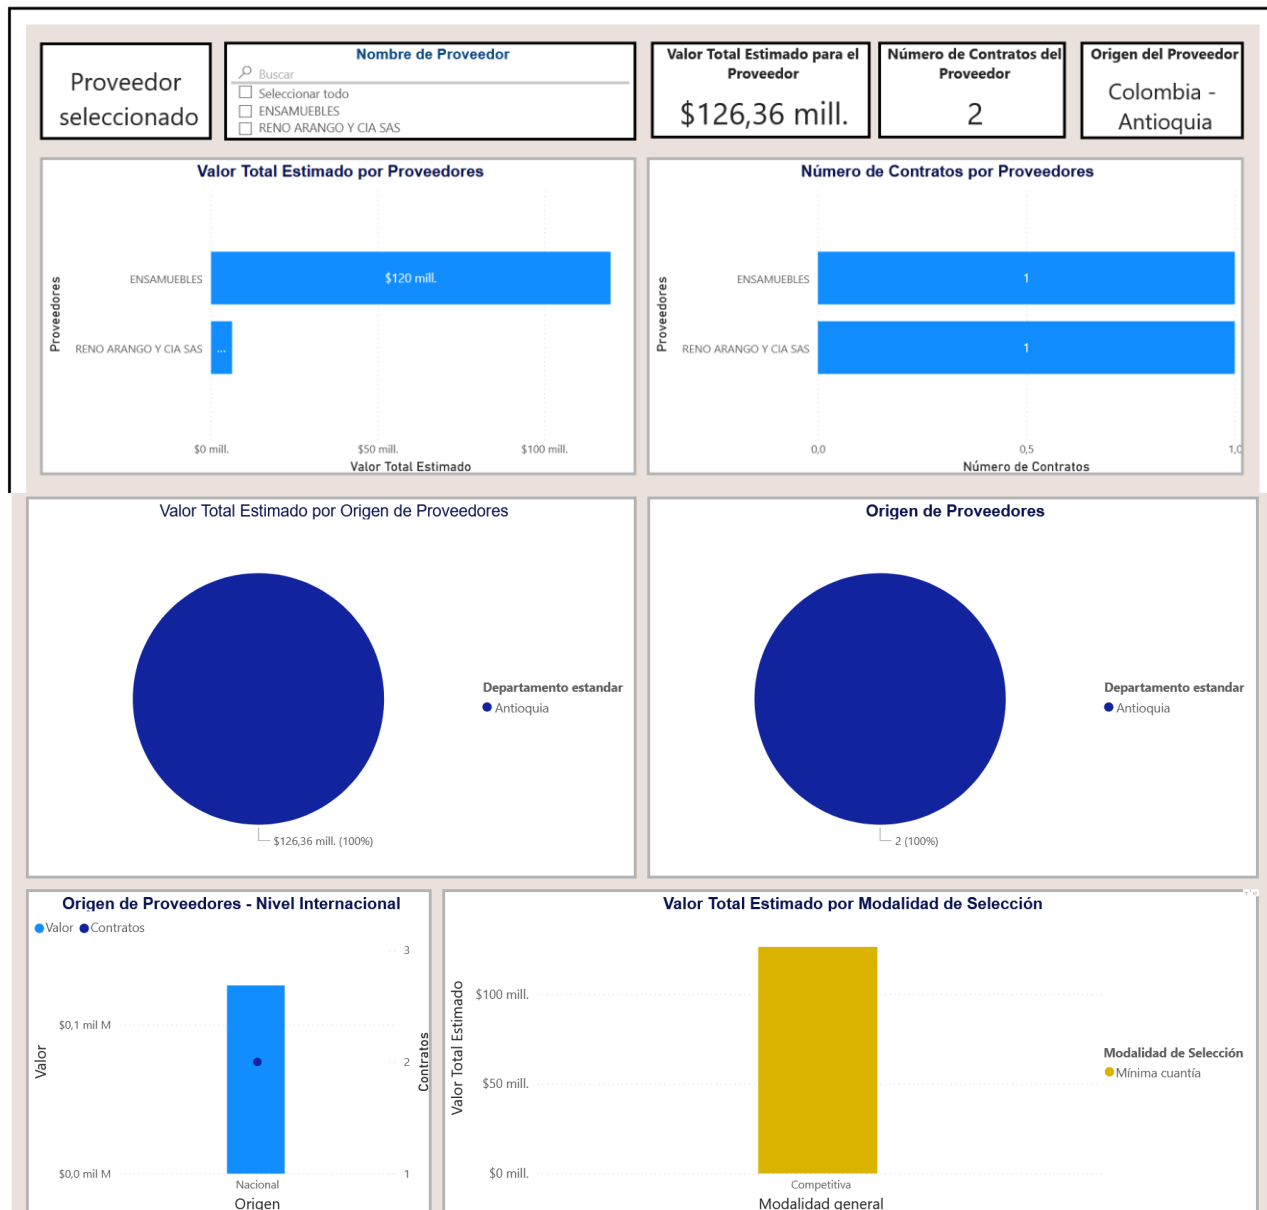 Proveedor
seleccionado
Nombre de Proveedor
Buscar
Seleccionar todo
ENSAMUEBLES
RENO ARANGO Y CIA SAS
Valor Total Estimado para el
Proveedor
$126,36 mill.
Número de Contratos del
Proveedor
2
Origen del Proveedor
Colombia -
Antioquia
Valor Total Estimado por Proveedores
Proveedores
ENSAMUEBLES
$120 mill.
RENO ARANGO Y CIA SAS
...
$0 mill.
$50 mill.
$100 mill.
Valor Total Estimado
Número de Contratos por Proveedores
Proveedores
ENSAMUEBLES
1
RENO ARANGO Y CIA SAS
1
0,0
0,5
1,0
Número de Contratos
Valor Total Estimado por Origen de Proveedores
Departamento estandar
Antioquia
$126,36 mill. (100%)
Origen de Proveedores
Departamento estandar
Antioquia
2 (100%)
Origen de Proveedores - Nivel Internacional
Valor
Contratos
3
$0,1 mil M
2
$0,0 mil M
1
Valor
Contratos
Nacional
Origen
Valor Total Estimado por Modalidad de Selección
Valor Total Estimado
$100 mill.
$50 mill.
$0 mill.
Modalidad de Selección
Mínima cuantía
Competitiva
Modalidad general